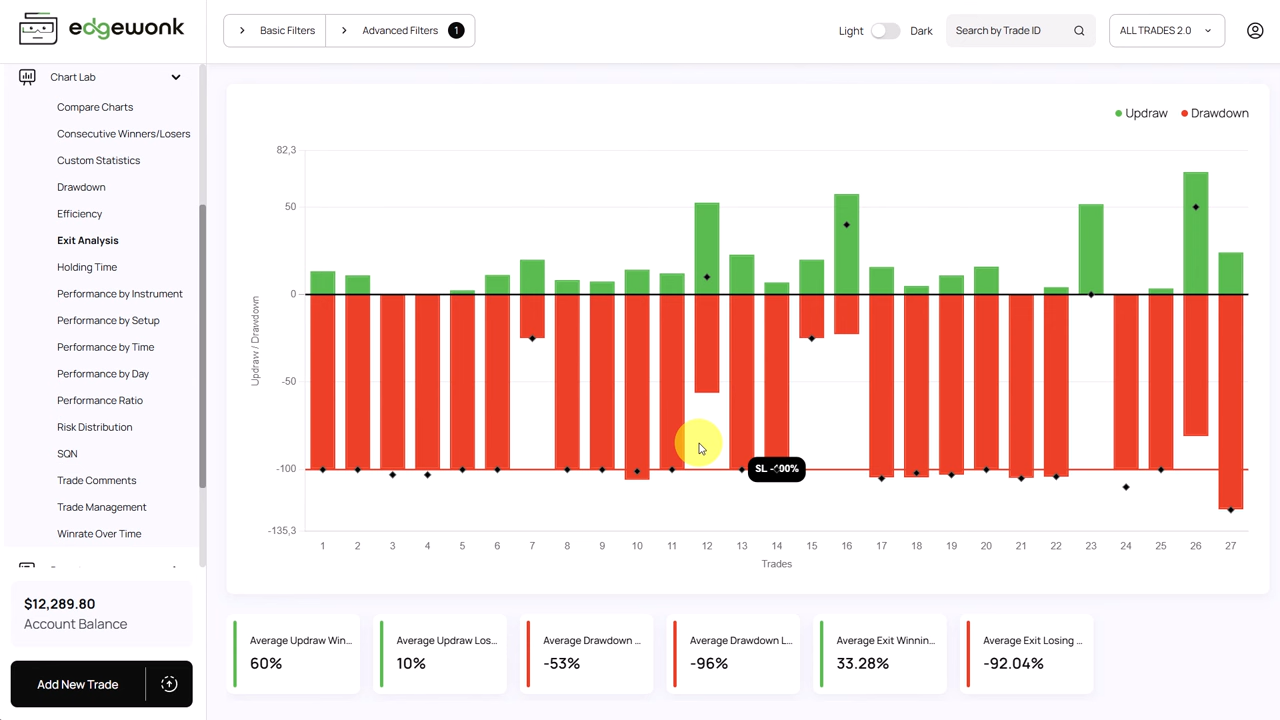 edgewonk
Basic Filters
Advanced Filters 1
Light
Dark
Search by Trade ID
ALL TRADES 2.0
Chart Lab
Compare Charts
Consecutive Winners/Losers
Custom Statistics
Drawdown
Efficiency
Exit Analysis
Holding Time
Performance by Instrument
Performance by Setup
Performance by Time
Performance by Day
Performance Ratio
Risk Distribution
SQN
Trade Comments
Trade Management
Winrate Over Time
$12,289.80
Account Balance
Add New Trade
Updraw Drawdown
82,3
50
0
-50
-100
-135,3
Updraw / Drawdown
SL -100%
1 2 3 4 5 6 7 8 9 10 11 12 13 14 15 16 17 18 19 20 21 22 23 24 25 26 27
Trades
Average Updraw Win...
60%
Average Updraw Los...
10%
Average Drawdown ...
-53%
Average Drawdown L...
-96%
Average Exit Winnin...
33.28%
Average Exit Losing ...
-92.04%